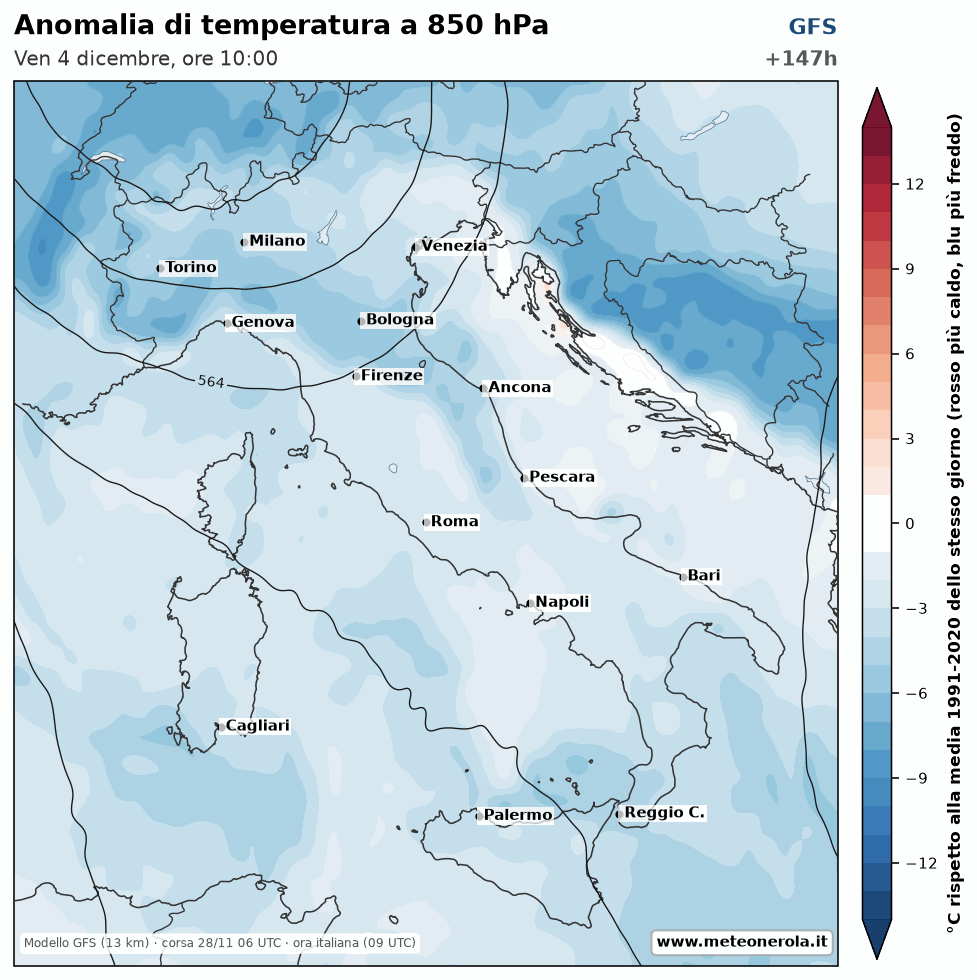 Anomalia di temperatura a 850 hPa
GFS
Ven 4 dicembre, ore 10:00
+147h
Milano
Venezia
Torino
Genova
Bologna
564
Firenze
Ancona
Pescara
Roma
Bari
Napoli
Cagliari
Palermo
Reggio C.
Modello GFS (13 km) · corsa 28/11 06 UTC · ora italiana (09 UTC)
www.meteonerola.it
12
9
6
3
0
−3
−6
−9
−12
°C rispetto alla media 1991-2020 dello stesso giorno (rosso più caldo, blu più freddo)